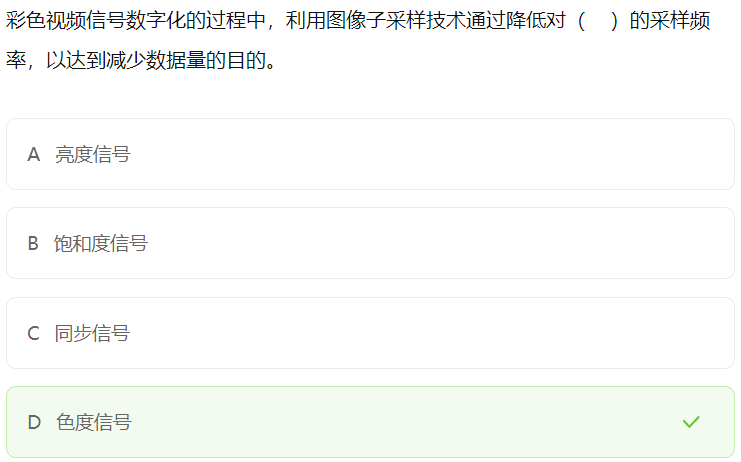 彩色视频信号数字化的过程中，利用图像子采样技术通过降低对（ ）的采样频
率，以达到减少数据量的目的。
A 亮度信号
B 饱和度信号
C 同步信号
D 色度信号